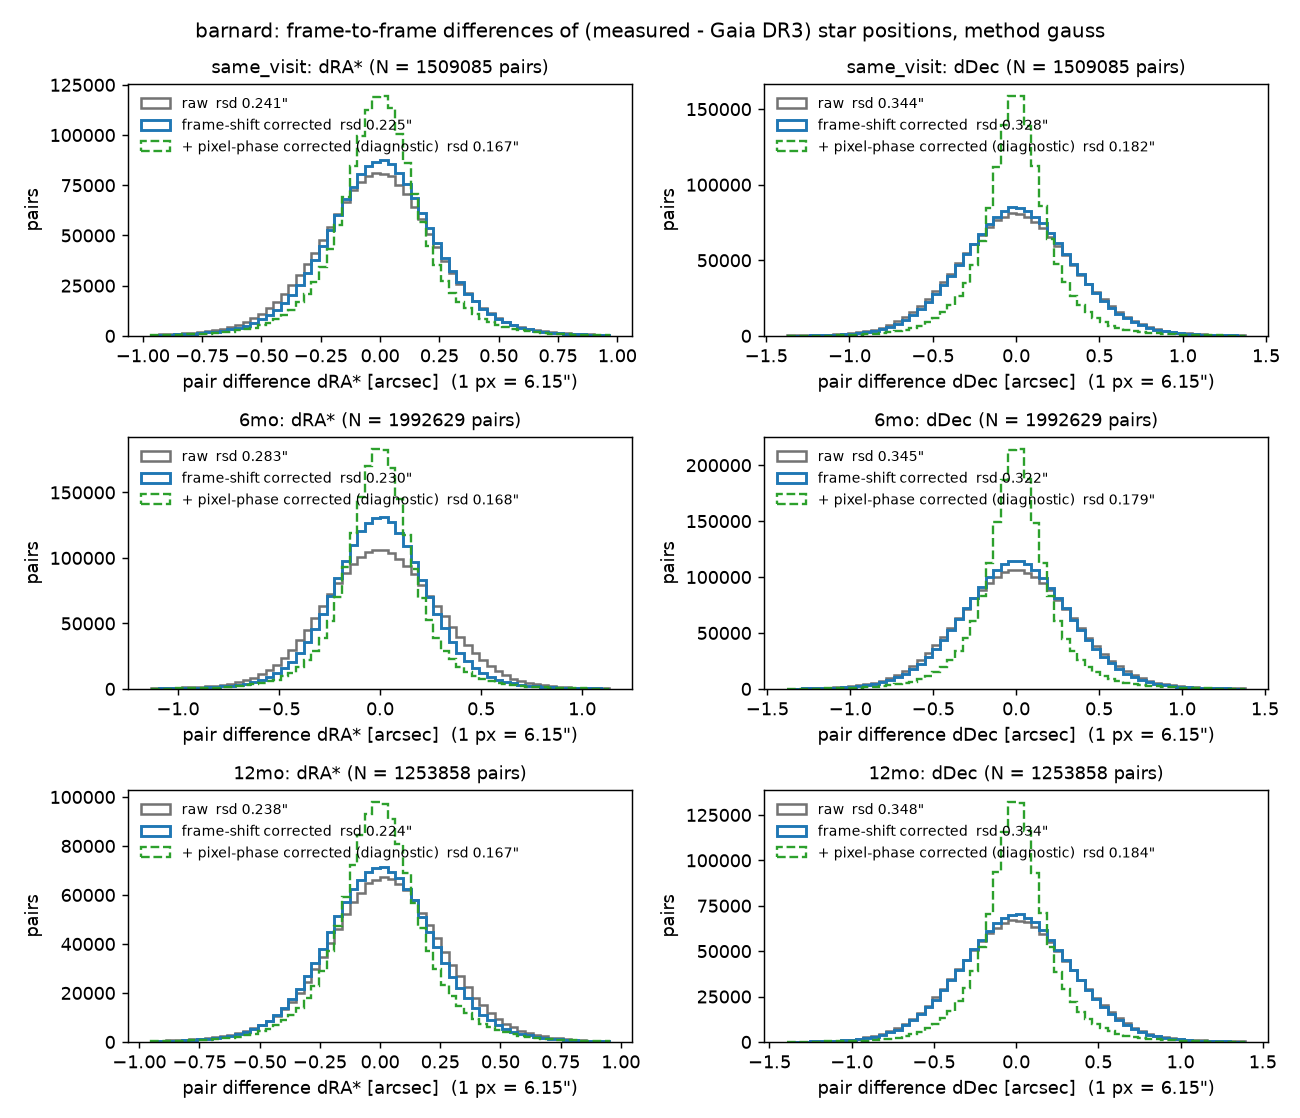 barnard: frame-to-frame differences of (measured - Gaia DR3) star positions, method gauss
same_visit: dRA* (N = 1509085 pairs)
125000
100000
75000
50000
25000
0
pairs
raw  rsd 0.241"
frame-shift corrected  rsd 0.225"
+ pixel-phase corrected (diagnostic)  rsd 0.167"
−1.00 −0.75 −0.50 −0.25 0.00 0.25 0.50 0.75 1.00
pair difference dRA* [arcsec]  (1 px = 6.15")
same_visit: dDec (N = 1509085 pairs)
150000
100000
50000
0
pairs
raw  rsd 0.344"
frame-shift corrected  rsd 0.328"
+ pixel-phase corrected (diagnostic)  rsd 0.182"
−1.5 −1.0 −0.5 0.0 0.5 1.0 1.5
pair difference dDec [arcsec]  (1 px = 6.15")
6mo: dRA* (N = 1992629 pairs)
150000
100000
50000
0
pairs
raw  rsd 0.283"
frame-shift corrected  rsd 0.230"
+ pixel-phase corrected (diagnostic)  rsd 0.168"
−1.0 −0.5 0.0 0.5 1.0
pair difference dRA* [arcsec]  (1 px = 6.15")
6mo: dDec (N = 1992629 pairs)
200000
150000
100000
50000
0
pairs
raw  rsd 0.345"
frame-shift corrected  rsd 0.322"
+ pixel-phase corrected (diagnostic)  rsd 0.179"
−1.5 −1.0 −0.5 0.0 0.5 1.0 1.5
pair difference dDec [arcsec]  (1 px = 6.15")
12mo: dRA* (N = 1253858 pairs)
100000
80000
60000
40000
20000
0
pairs
raw  rsd 0.238"
frame-shift corrected  rsd 0.224"
+ pixel-phase corrected (diagnostic)  rsd 0.167"
−1.00 −0.75 −0.50 −0.25 0.00 0.25 0.50 0.75 1.00
pair difference dRA* [arcsec]  (1 px = 6.15")
12mo: dDec (N = 1253858 pairs)
125000
100000
75000
50000
25000
0
pairs
raw  rsd 0.348"
frame-shift corrected  rsd 0.334"
+ pixel-phase corrected (diagnostic)  rsd 0.184"
−1.5 −1.0 −0.5 0.0 0.5 1.0 1.5
pair difference dDec [arcsec]  (1 px = 6.15")